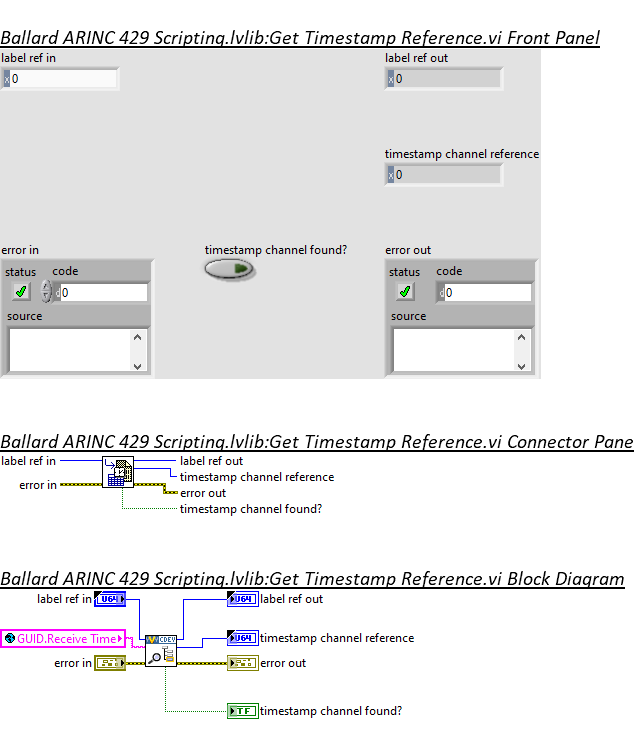 Ballard ARINC 429 Scripting.lvlib:Get Timestamp Reference.vi Front Panel
label ref in
label ref out
x 0
x 0
timestamp channel reference
x 0
error in
timestamp channel found?
error out
status code
status code
d 0
d 0
source
source
Ballard ARINC 429 Scripting.lvlib:Get Timestamp Reference.vi Connector Pane
label ref in
label ref out
timestamp channel reference
error in
error out
timestamp channel found?
Ballard ARINC 429 Scripting.lvlib:Get Timestamp Reference.vi Block Diagram
label ref in U64
U64 label ref out
GUID.Receive Time
CDEV
U64 timestamp channel reference
error in
error out
TF timestamp channel found?